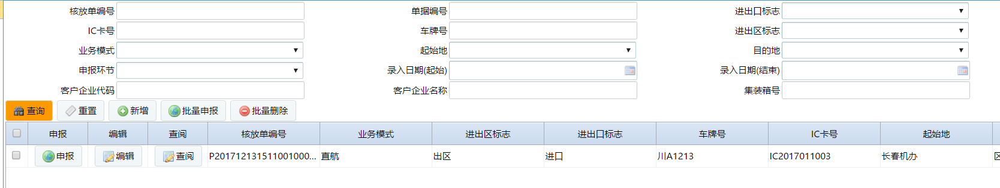 核放单编号 单据编号 进出口标志
IC卡号 车牌号 进出区标志
业务模式 起始地 目的地
申报环节 录入日期(起始) 录入日期(结束)
客户企业代码 客户企业名称 集装箱号
查询 重置 新增 批量申报 批量删除
申报 编辑 查阅 核放单编号 业务模式 进出区标志 进出口标志 车牌号 IC卡号 起始地
申报 编辑 查阅 P201712131511001000... 直航 出区 进口 川A1213 IC2017011003 长春机办